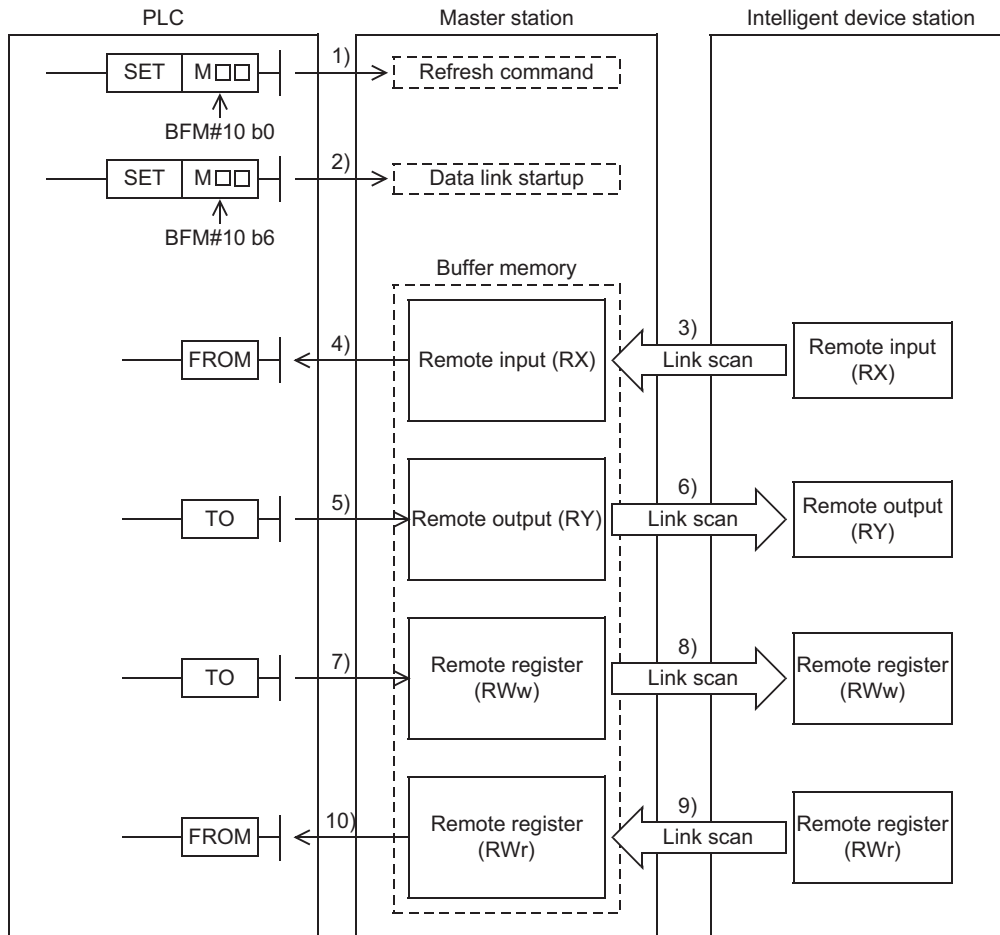 PLC
Master station
Intelligent device station
SET M□□
1)
Refresh command
BFM#10 b0
SET M□□
2)
Data link startup
BFM#10 b6
Buffer memory
FROM
4)
Remote input (RX)
3)
Link scan
Remote input
(RX)
TO
5)
Remote output (RY)
6)
Link scan
Remote output
(RY)
TO
7)
Remote register
(RWw)
8)
Link scan
Remote register
(RWw)
FROM
10)
Remote register
(RWr)
9)
Link scan
Remote register
(RWr)